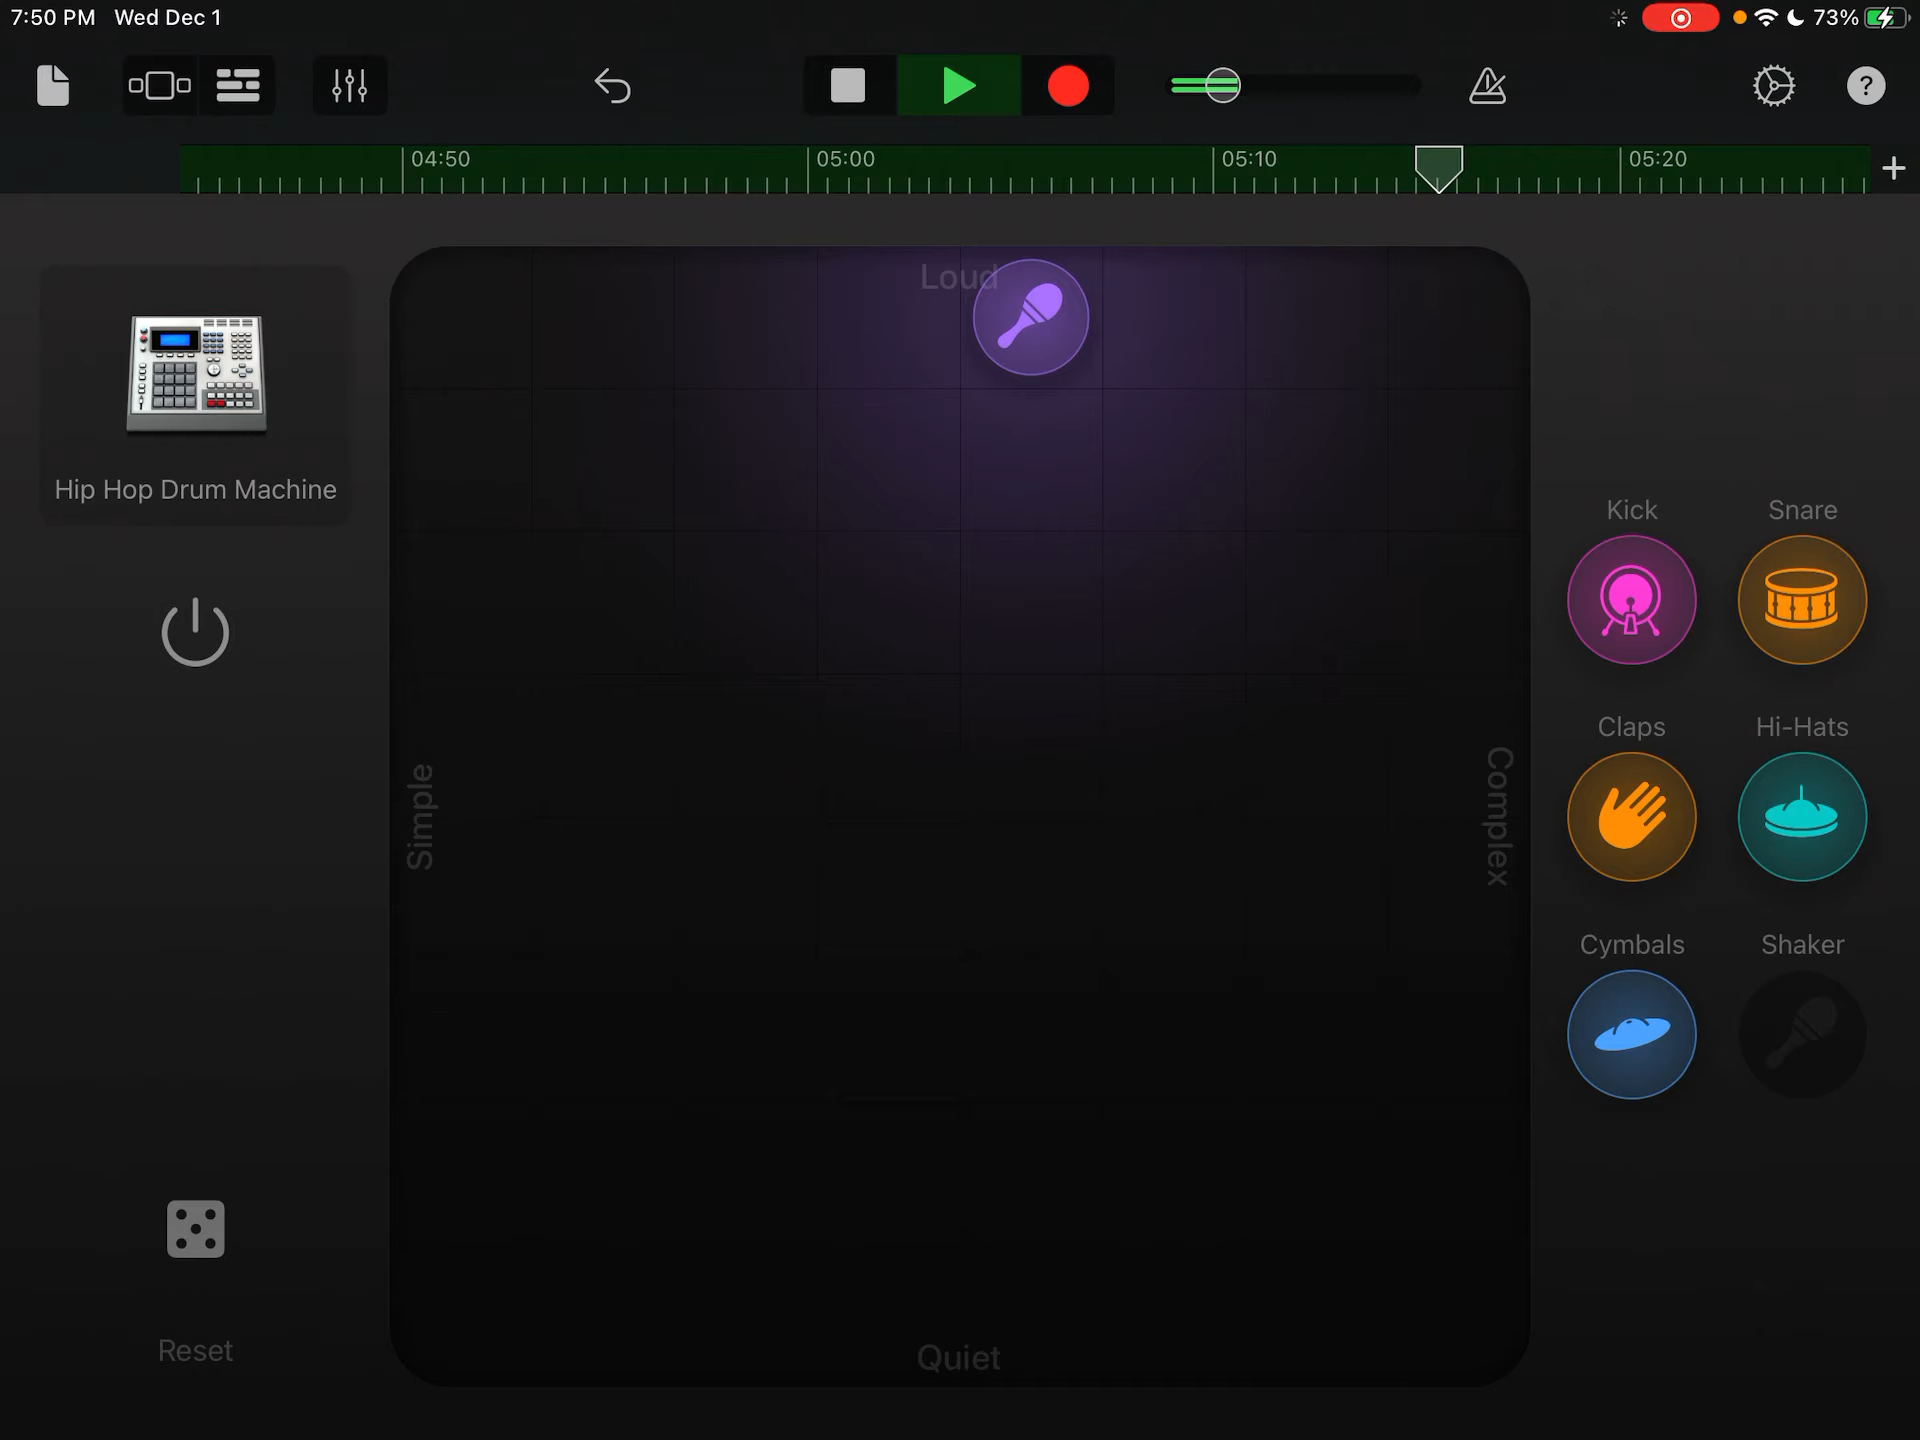 7:50 PM Wed Dec 1
73%
04:50
05:00
05:10
05:20
Loud
Hip Hop Drum Machine
Kick
Snare
Claps
Hi-Hats
Simple
Complex
Cymbals
Shaker
Reset
Quiet